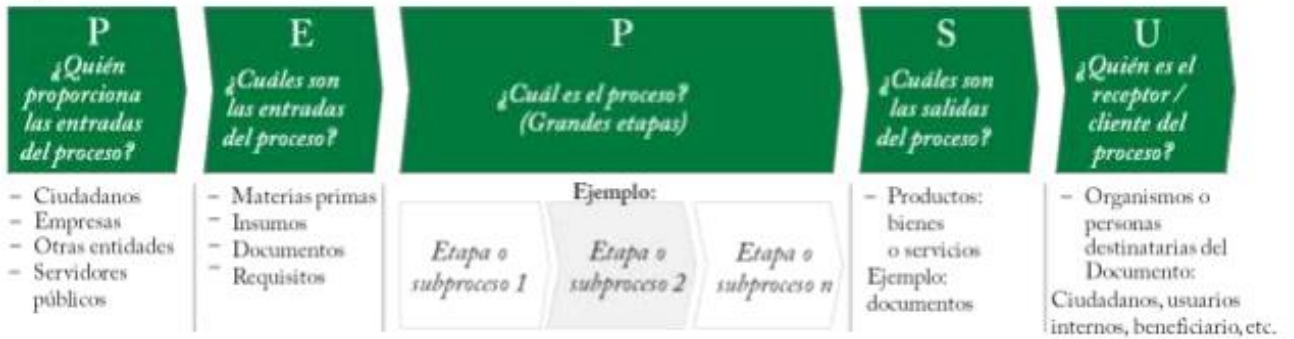 P
¿Quién
proporciona
las entradas
del proceso?
– Ciudadanos
– Empresas
– Otras entidades
– Servidores
públicos
E
¿Cuáles son
las entradas
del proceso?
– Materias primas
– Insumos
– Documentos
– Requisitos
P
¿Cuál es el proceso?
(Grandes etapas)
Ejemplo:
Etapa o
subproceso 1
Etapa o
subproceso 2
Etapa o
subproceso n
S
¿Cuáles son
las salidas
del proceso?
– Productos:
bienes
o servicios
Ejemplo:
documentos
U
¿Quién es el
receptor /
cliente del
proceso?
– Organismos o
personas
destinatarias del
Documento:
Ciudadanos, usuarios
internos, beneficiario, etc.